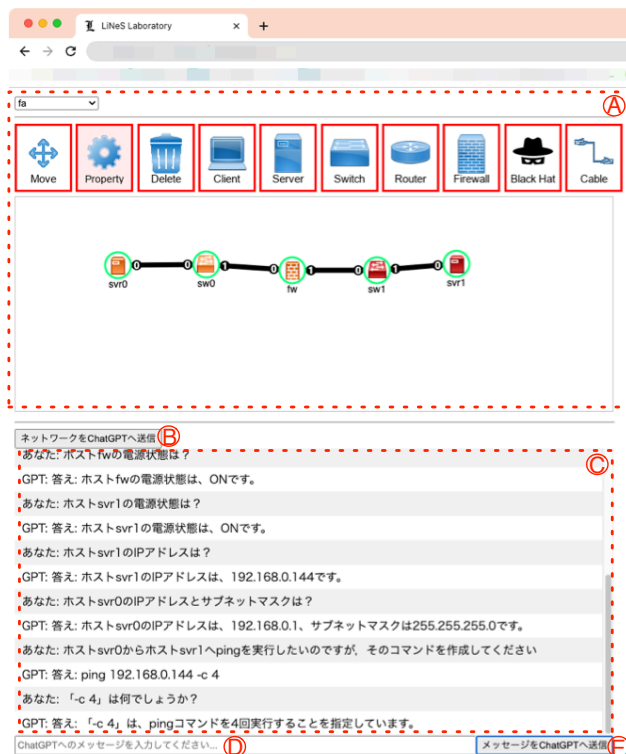 LiNeS Laboratory
fa
A
Move Property Delete Client Server Switch Router Firewall Black Hat Cable
0 0 1 0 1 0 1 0
svr0 sw0 fw sw1 svr1
ネットワークをChatGPTへ送信 B
あなた: ホストfwの電源状態は？
C
GPT: 答え: ホストfwの電源状態は、ONです。
あなた: ホストsvr1の電源状態は？
GPT: 答え: ホストsvr1の電源状態は、ONです。
あなた: ホストsvr1のIPアドレスは？
GPT: 答え: ホストsvr1のIPアドレスは、192.168.0.144です。
あなた: ホストsvr0のIPアドレスとサブネットマスクは？
GPT: 答え: ホストsvr0のIPアドレスは、192.168.0.1、サブネットマスクは255.255.255.0です。
あなた: ホストsvr0からホストsvr1へpingを実行したいのですが，そのコマンドを作成してください
GPT: 答え: ping 192.168.0.144 -c 4
あなた: 「-c 4」は何でしょうか？
GPT: 答え: 「-c 4」は、pingコマンドを4回実行することを指定しています。
ChatGPTへのメッセージを入力してください... D メッセージをChatGPTへ送信